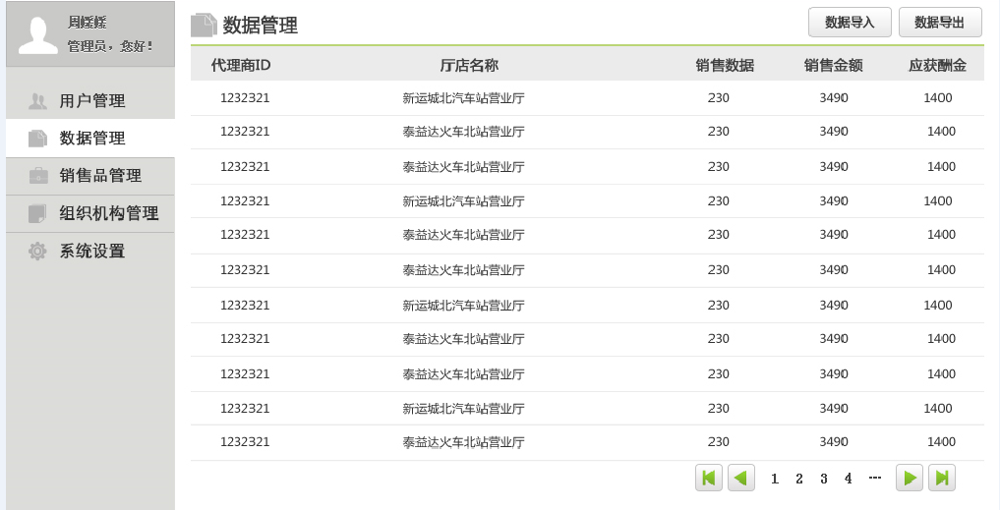 周媛媛
管理员，您好！
用户管理
数据管理
销售品管理
组织机构管理
系统设置
数据管理 数据导入 数据导出
代理商ID 厅店名称 销售数据 销售金额 应获酬金
1232321 新运城北汽车站营业厅 230 3490 1400
1232321 泰益达火车北站营业厅 230 3490 1400
1232321 泰益达火车北站营业厅 230 3490 1400
1232321 新运城北汽车站营业厅 230 3490 1400
1232321 泰益达火车北站营业厅 230 3490 1400
1232321 泰益达火车北站营业厅 230 3490 1400
1232321 新运城北汽车站营业厅 230 3490 1400
1232321 泰益达火车北站营业厅 230 3490 1400
1232321 泰益达火车北站营业厅 230 3490 1400
1232321 新运城北汽车站营业厅 230 3490 1400
1232321 泰益达火车北站营业厅 230 3490 1400
1 2 3 4 ...